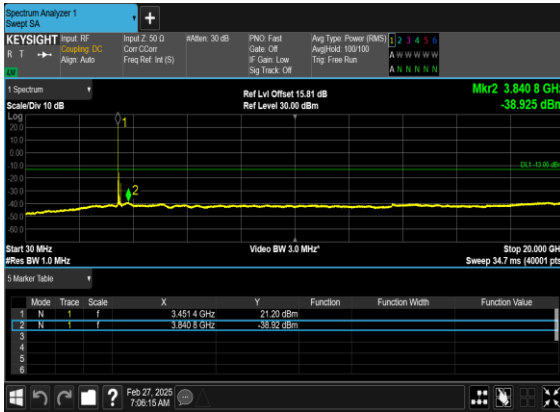 Spectrum Analyzer 1
Swept SA
+
KEYSIGHT
R T
Input: RF
Coupling: DC
Align: Auto
Input Z: 50 Ω
Corr CCorr
Freq Ref: Int (S)
#Atten: 30 dB
PNO: Fast
Gate: Off
IF Gain: Low
Sig Track: Off
Avg Type: Power (RMS)
Avg|Hold: 100/100
Trig: Free Run
1 2 3 4 5 6
A W W W W W
A N N N N N
1 Spectrum
Scale/Div 10 dB
Ref Lvl Offset 15.81 dB
Ref Level 30.00 dBm
Mkr2 3.840 8 GHz
-38.925 dBm
Log
20.0
10.0
0.00
-10.0
-20.0
-30.0
-40.0
-50.0
-60.0
1
2
DL1 -13.00 dBm
Start 30 MHz
#Res BW 1.0 MHz
Video BW 3.0 MHz*
Stop 20.000 GHz
Sweep 34.7 ms (40001 pts)
5 Marker Table
Mode Trace Scale X Y Function Function Width Function Value
1 N 1 f 3.451 4 GHz 21.20 dBm
2 N 1 f 3.840 8 GHz -38.92 dBm
3
4
5
6
?
Feb 27, 2025
7:06:15 AM